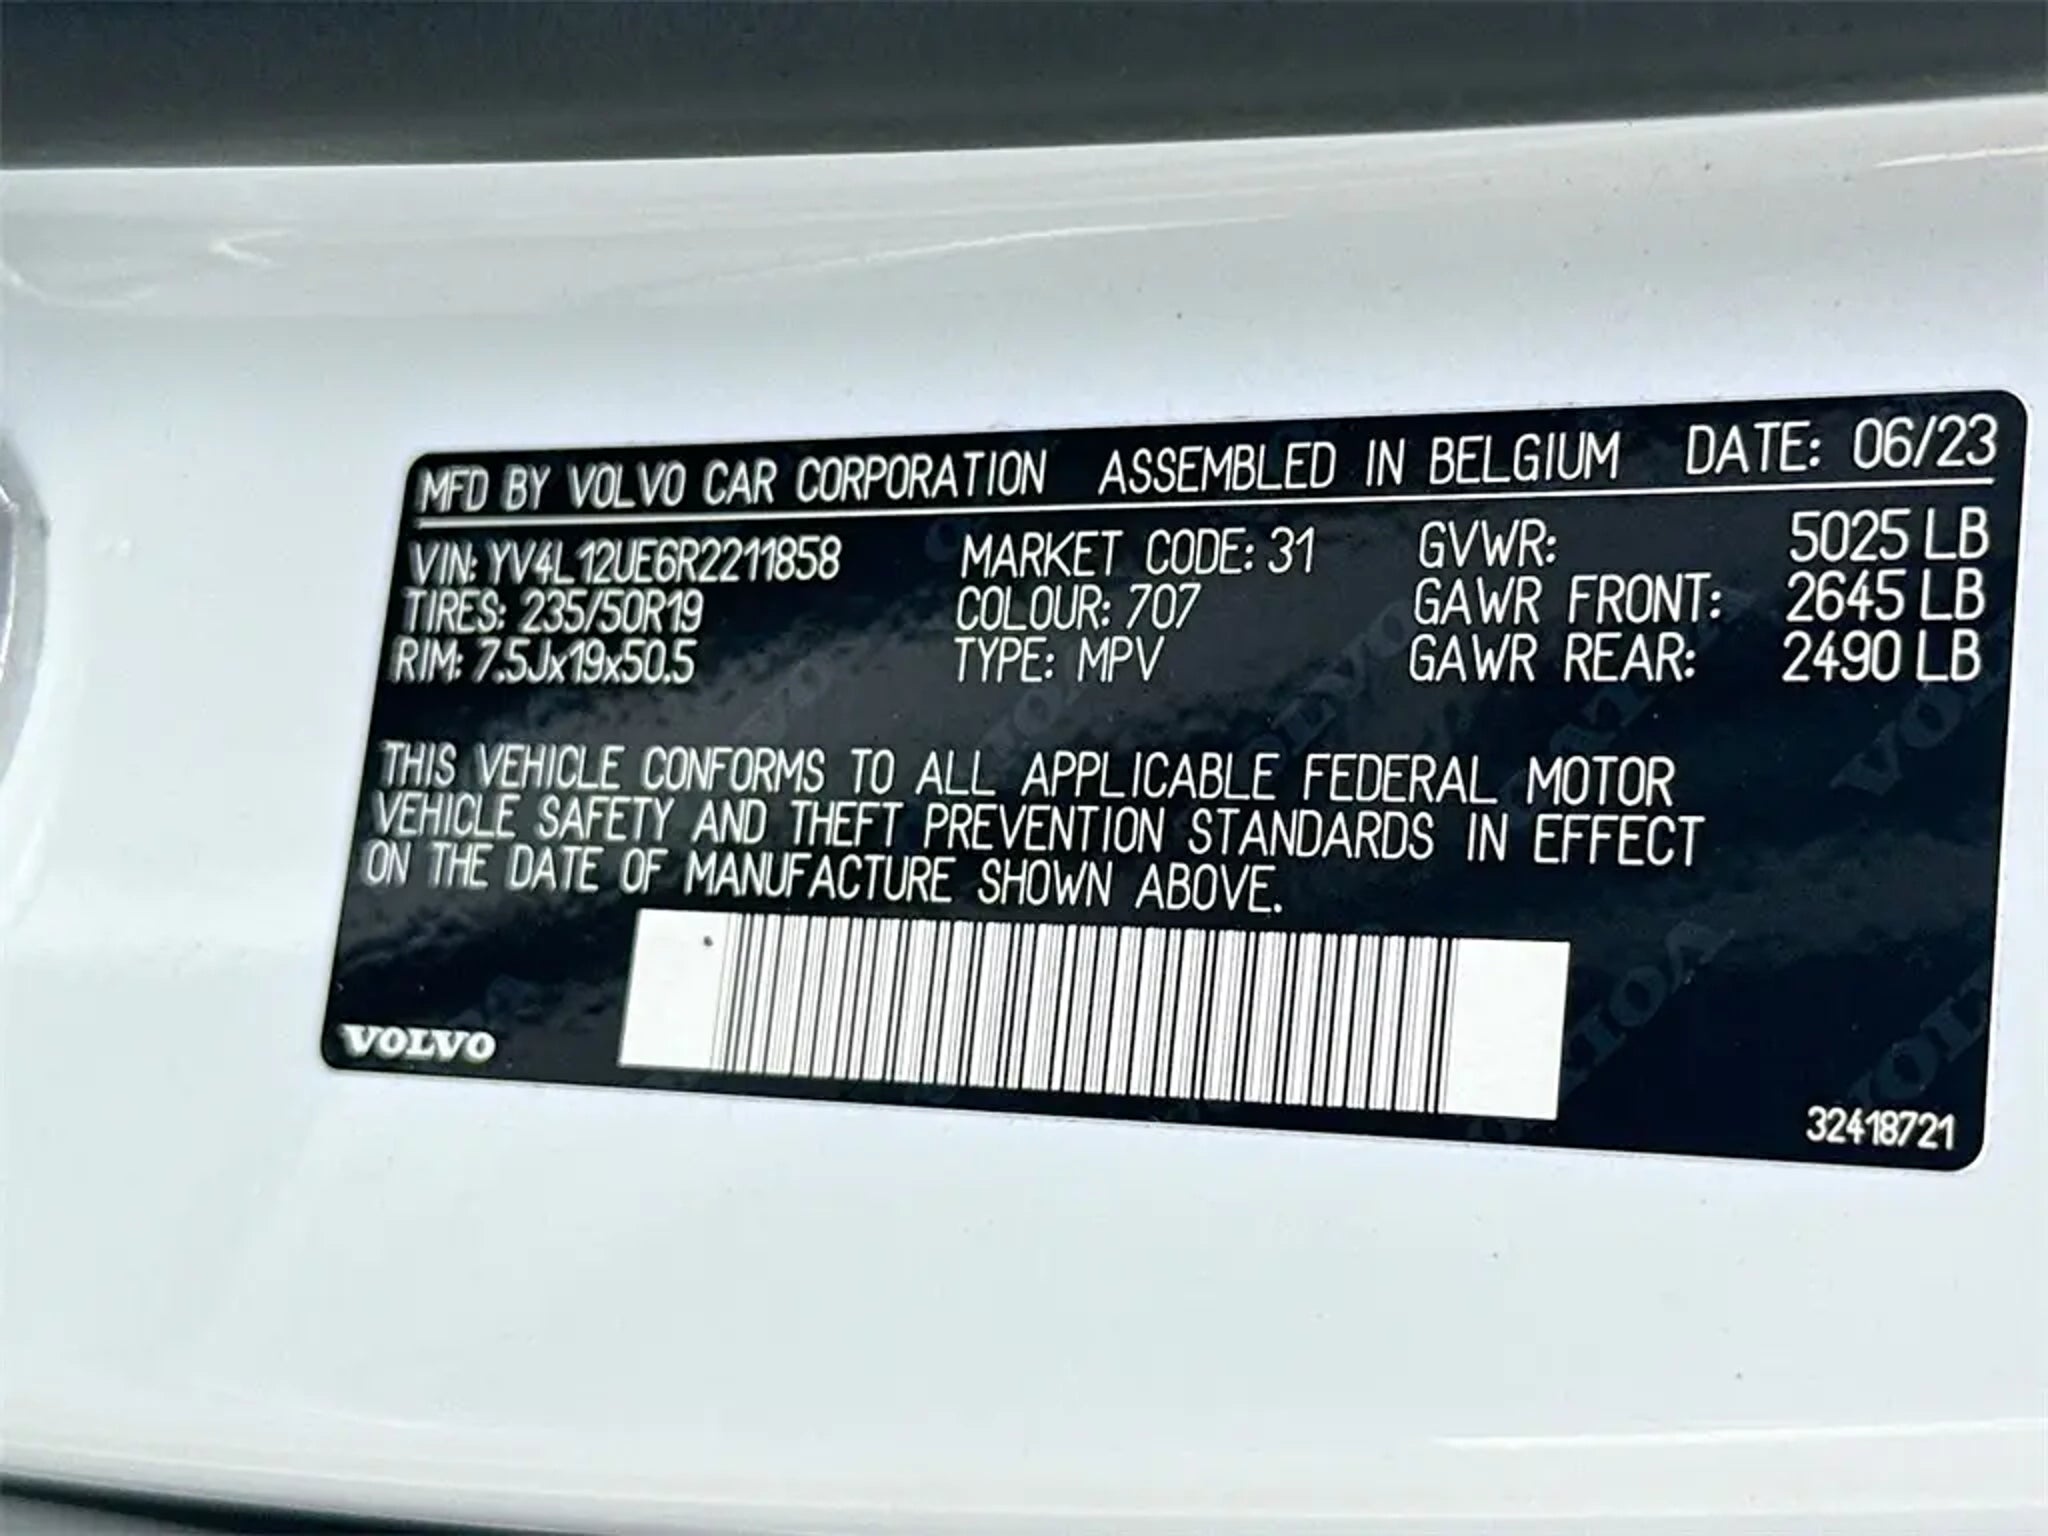 MFD BY VOLVO CAR CORPORATION ASSEMBLED IN BELGIUM DATE: 06/23
VIN: YV4L12UE6R2211858 MARKET CODE: 31 GVWR: 5025 LB
TIRES: 235/50R19 COLOUR: 707 GAWR FRONT: 2645 LB
RIM: 7.5Jx19x50.5 TYPE: MPV GAWR REAR: 2490 LB
THIS VEHICLE CONFORMS TO ALL APPLICABLE FEDERAL MOTOR
VEHICLE SAFETY AND THEFT PREVENTION STANDARDS IN EFFECT
ON THE DATE OF MANUFACTURE SHOWN ABOVE.
VOLVO
32418721